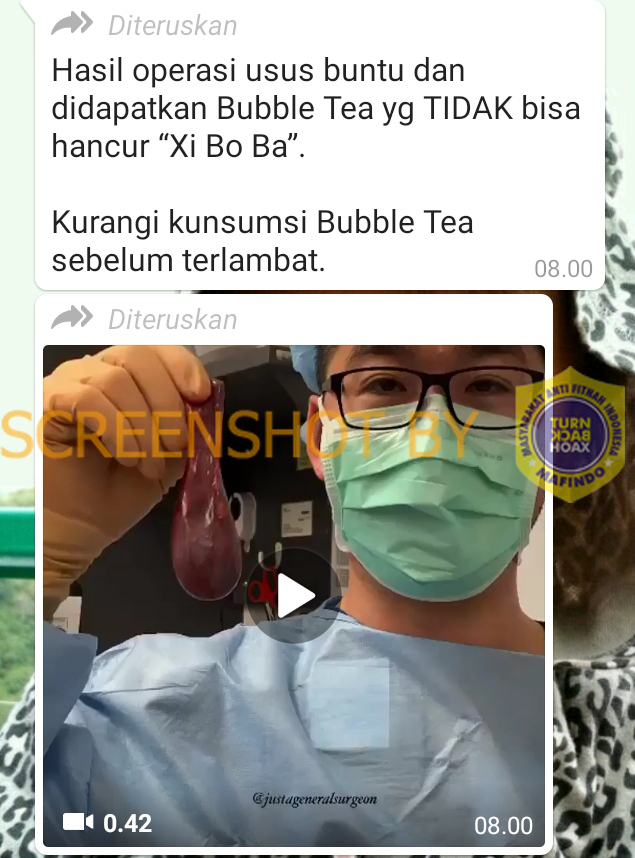 Diteruskan
Hasil operasi usus buntu dan
didapatkan Bubble Tea yg TIDAK bisa
hancur “Xi Bo Ba”.
Kurangi kunsumsi Bubble Tea
sebelum terlambat.
08.00
Diteruskan
SCREENSHOT BY
MASYARAKAT ANTI FITNAH INDONESIA
TURN
BACK
HOAX
MAFINDO
@justageneralsurgeon
0.42
08.00